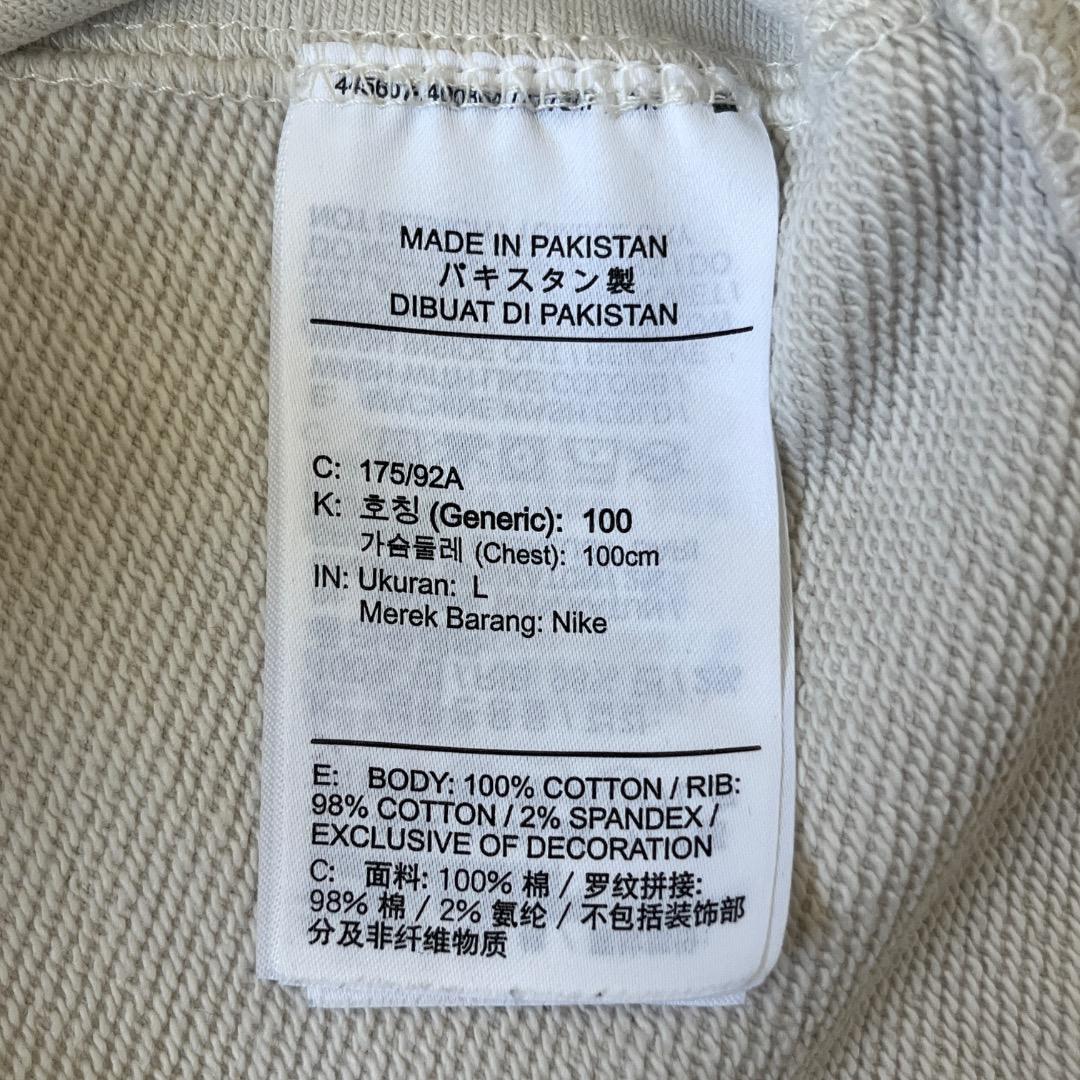 MADE IN PAKISTAN
パキスタン製
DIBUAT DI PAKISTAN
C: 175/92A
K: 호칭 (Generic): 100
가슴둘레 (Chest): 100cm
IN: Ukuran: L
Merek Barang: Nike
E: BODY: 100% COTTON / RIB:
98% COTTON / 2% SPANDEX /
EXCLUSIVE OF DECORATION
C: 面料: 100% 棉 / 罗纹拼接:
98% 棉 / 2% 氨纶 / 不包括装饰部
分及非纤维物质